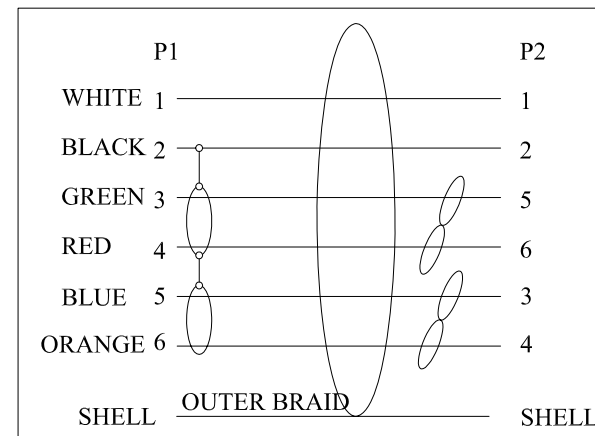 P1 P2
WHITE 1 1
BLACK 2 2
GREEN 3 5
RED 4 6
BLUE 5 3
ORANGE 6 4
SHELL OUTER BRAID SHELL